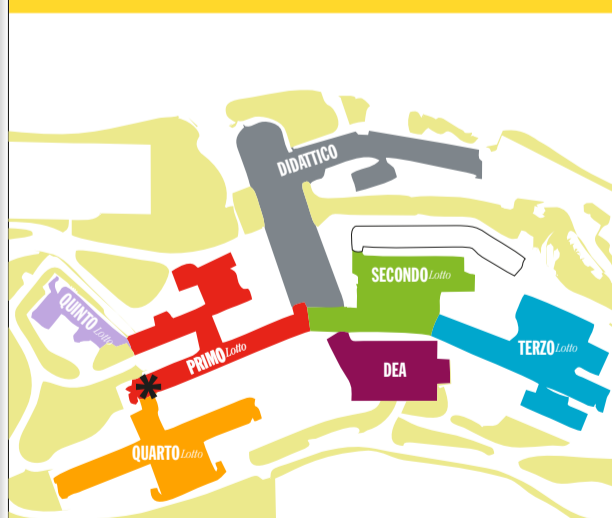 DIDATTICO
SECONDO Lotto
QUINTO Lotto
PRIMO Lotto
TERZO Lotto
DEA
QUARTO Lotto